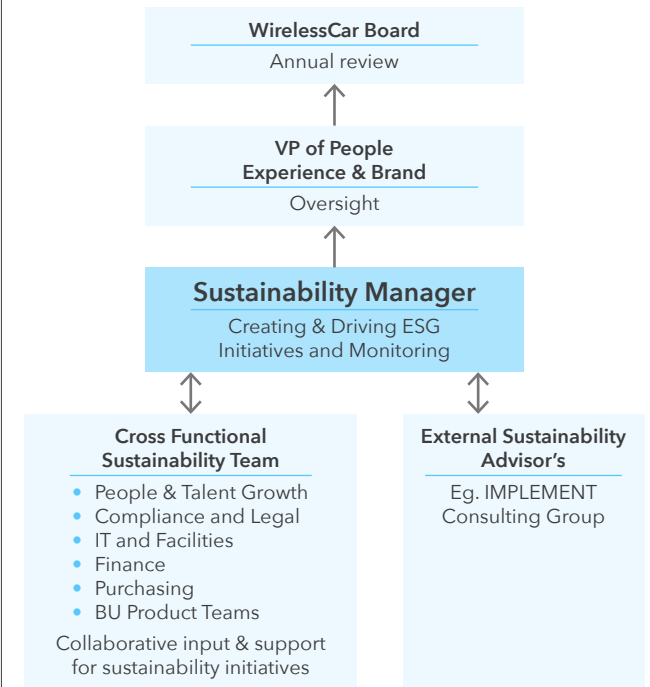 WirelessCar Board
Annual review
VP of People
Experience & Brand
Oversight
Sustainability Manager
Creating & Driving ESG
Initiatives and Monitoring
Cross Functional
Sustainability Team
• People & Talent Growth
• Compliance and Legal
• IT and Facilities
• Finance
• Purchasing
• BU Product Teams
Collaborative input & support
for sustainability initiatives
External Sustainability
Advisor's
Eg. IMPLEMENT
Consulting Group